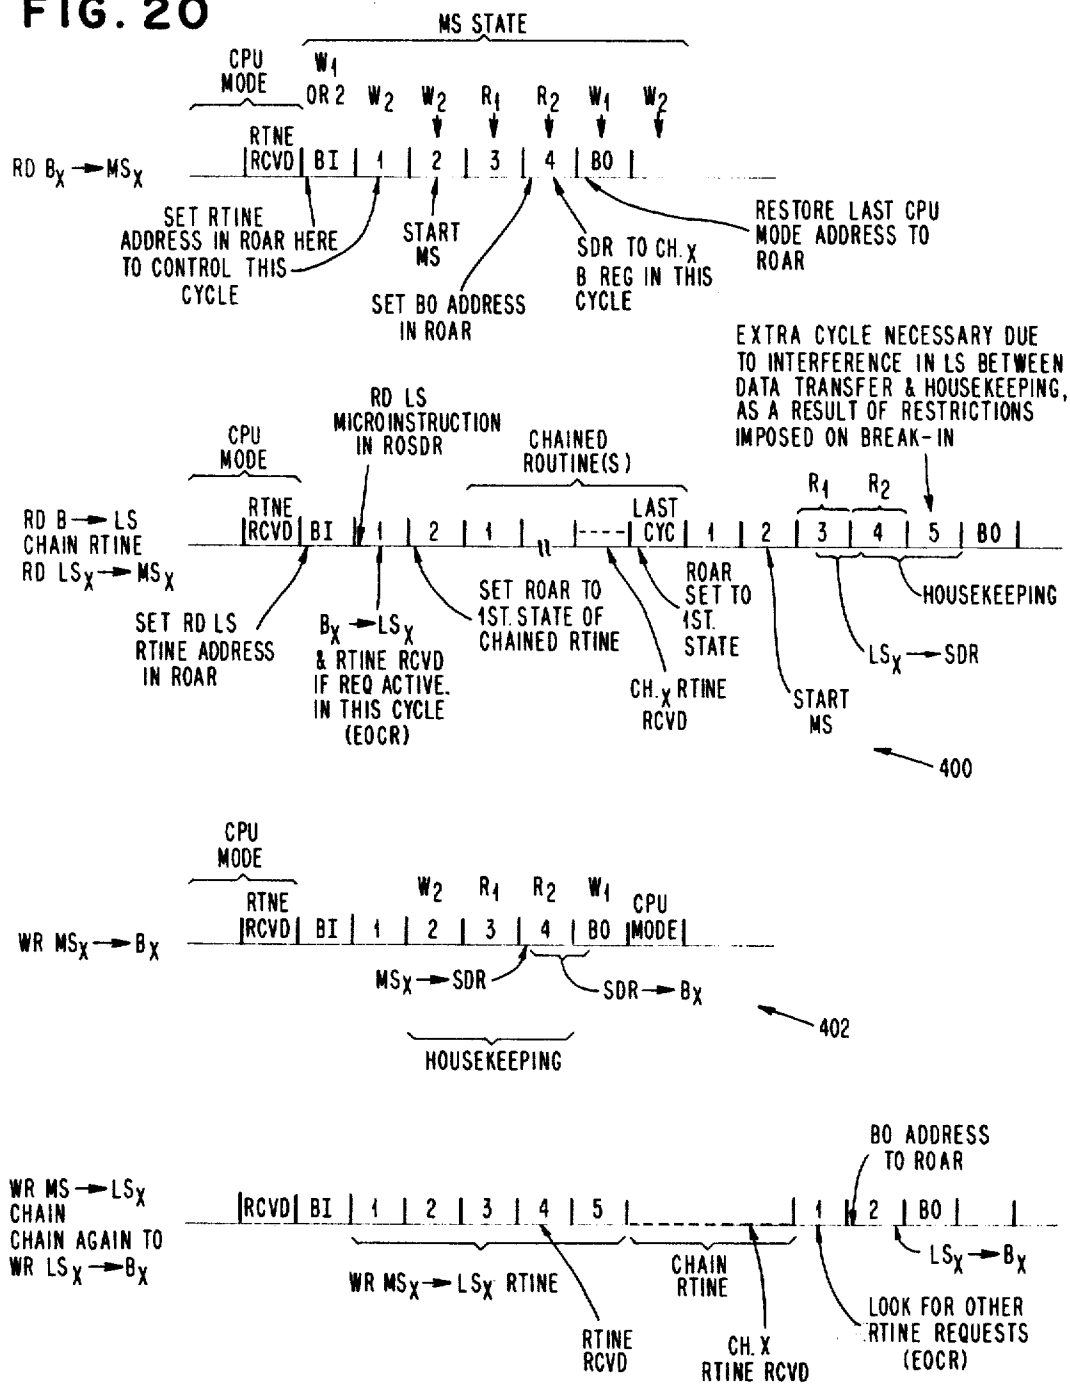 FIG. 20
MS STATE
CPU
MODE
W1
OR 2
W2
W2
R1
R2
W1
W2
RD BX → MSX
RTNE
RCVD
BI
1
2
3
4
BO
SET RTINE
ADDRESS IN ROAR HERE
TO CONTROL THIS
CYCLE
START
MS
SET BO ADDRESS
IN ROAR
SDR TO CH.X
B REG IN THIS
CYCLE
RESTORE LAST CPU
MODE ADDRESS TO
ROAR
EXTRA CYCLE NECESSARY DUE
TO INTERFERENCE IN LS BETWEEN
DATA TRANSFER & HOUSEKEEPING,
AS A RESULT OF RESTRICTIONS
IMPOSED ON BREAK-IN
RD LS
MICROINSTRUCTION
IN ROSDR
CPU
MODE
CHAINED
ROUTINE(S)
R1
R2
RD B → LS
CHAIN RTINE
RD LSX → MSX
RTNE
RCVD
BI
1
2
1
----
LAST
CYC
1
2
3
4
5
BO
SET RD LS
RTINE ADDRESS
IN ROAR
BX → LSX
& RTINE RCVD
IF REQ ACTIVE.
IN THIS CYCLE
(EOCR)
SET ROAR TO
1ST. STATE OF
CHAINED RTINE
CH.X RTINE
RCVD
ROAR
SET TO
1ST.
STATE
START
MS
LSX → SDR
HOUSEKEEPING
400
CPU
MODE
W2
R1
R2
W1
WR MSX → BX
RTNE
RCVD
BI
1
2
3
4
BO
CPU
MODE
MSX → SDR
SDR → BX
HOUSEKEEPING
402
BO ADDRESS
TO ROAR
WR MS → LSX
CHAIN
CHAIN AGAIN TO
WR LSX → BX
RCVD
BI
1
2
3
4
5
1
2
BO
WR MSX → LSX RTINE
RTINE
RCVD
CHAIN
RTINE
CH.X
RTINE RCVD
LSX → BX
LOOK FOR OTHER
RTINE REQUESTS
(EOCR)